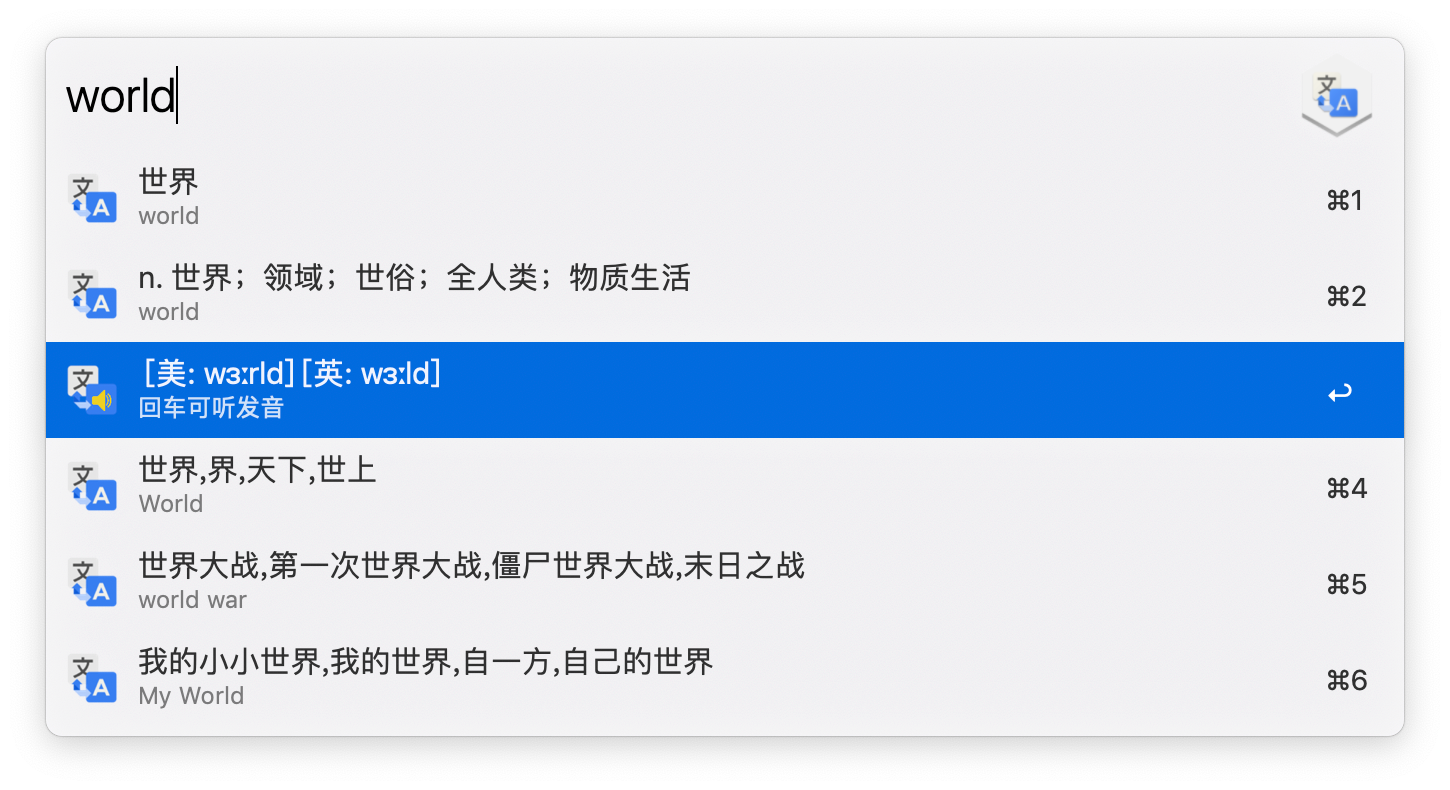 world
世界
world
⌘1
n. 世界；领域；世俗；全人类；物质生活
world
⌘2
[美: wɜːrld] [英: wɜːld]
回车可听发音
世界,界,天下,世上
World
⌘4
世界大战,第一次世界大战,僵尸世界大战,末日之战
world war
⌘5
我的小小世界,我的世界,自一方,自己的世界
My World
⌘6